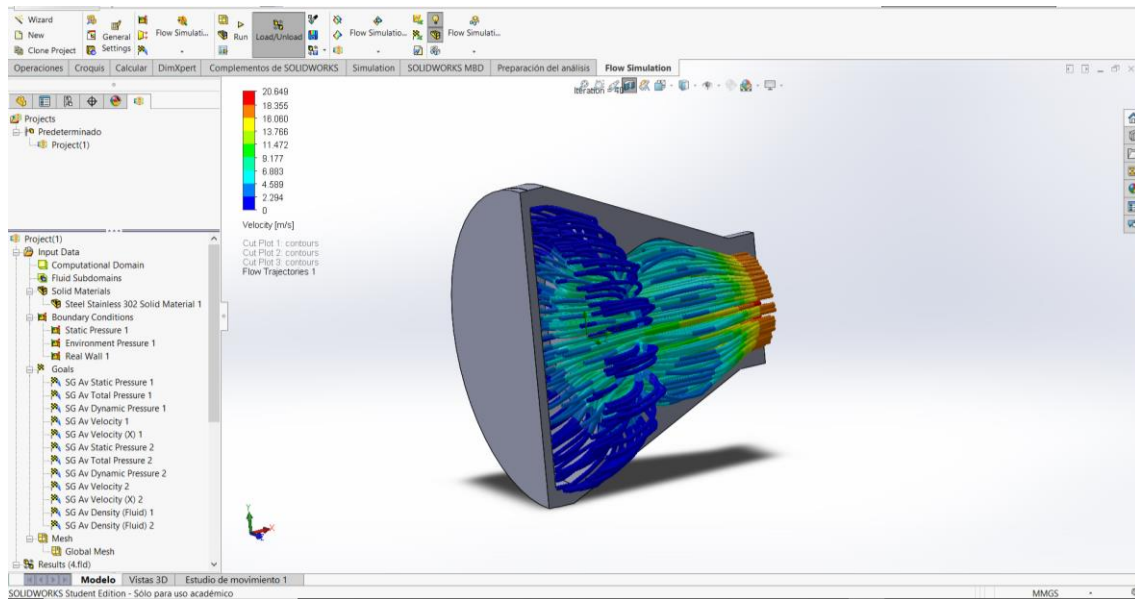 Wizard
New
Clone Project
General Settings
Flow Simulati...
Run
Load/Unload
Flow Simulatio...
Flow Simulati...
Operaciones Croquis Calcular DimXpert Complementos de SOLIDWORKS Simulation SOLIDWORKS MBD Preparación del análisis Flow Simulation
Projects
Predeterminado
Project(1)
20.649
18.355
16.060
13.766
11.472
9.177
6.883
4.589
2.294
0
Velocity [m/s]
Cut Plot 1: contours
Cut Plot 2: contours
Cut Plot 3: contours
Flow Trajectories 1
Project(1)
Input Data
Computational Domain
Fluid Subdomains
Solid Materials
Steel Stainless 302 Solid Material 1
Boundary Conditions
Static Pressure 1
Environment Pressure 1
Real Wall 1
Goals
SG Av Static Pressure 1
SG Av Total Pressure 1
SG Av Dynamic Pressure 1
SG Av Velocity 1
SG Av Velocity (X) 1
SG Av Static Pressure 2
SG Av Total Pressure 2
SG Av Dynamic Pressure 2
SG Av Velocity 2
SG Av Velocity (X) 2
SG Av Density (Fluid) 1
SG Av Density (Fluid) 2
Mesh
Global Mesh
Results (4.fld)
Modelo Vistas 3D Estudio de movimiento 1
SOLIDWORKS Student Edition - Sólo para uso académico
MMGS